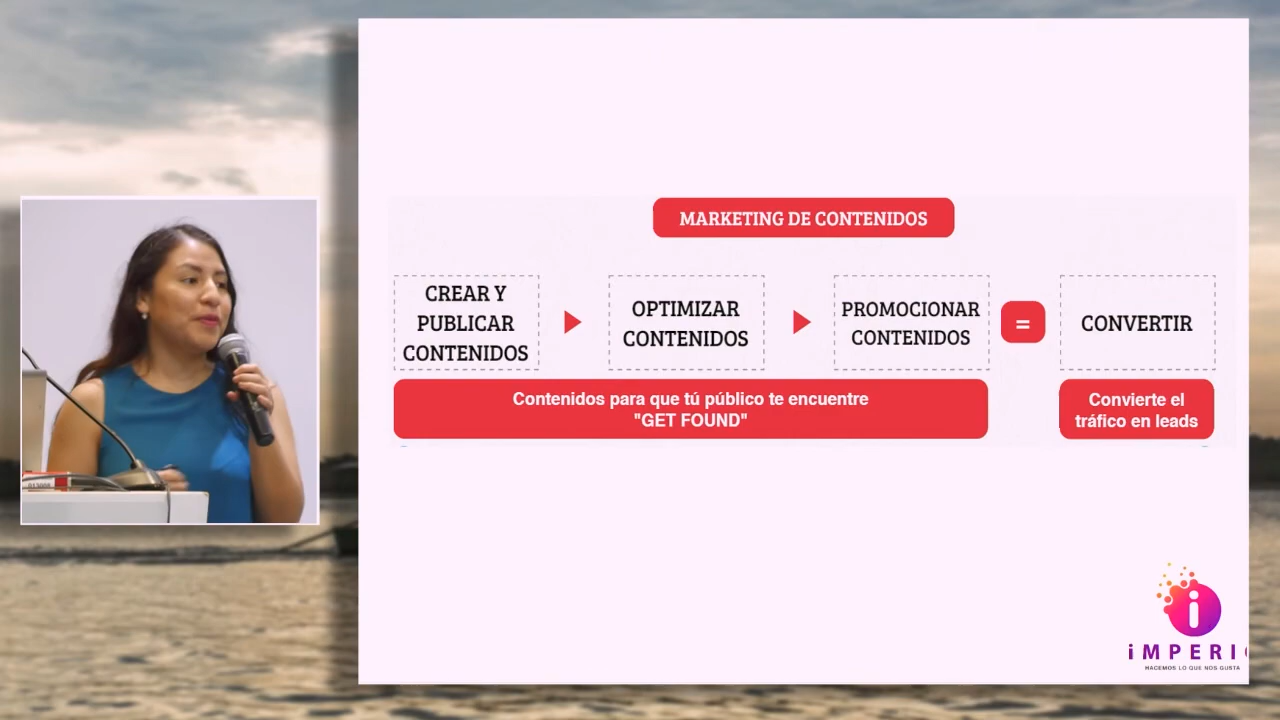 MARKETING DE CONTENIDOS
CREAR Y
PUBLICAR
CONTENIDOS
OPTIMIZAR
CONTENIDOS
PROMOCIONAR
CONTENIDOS
=
CONVERTIR
Contenidos para que tú público te encuentre
"GET FOUND"
Convierte el
tráfico en leads
i
iMPERI
HACEMOS LO QUE NOS GUSTA